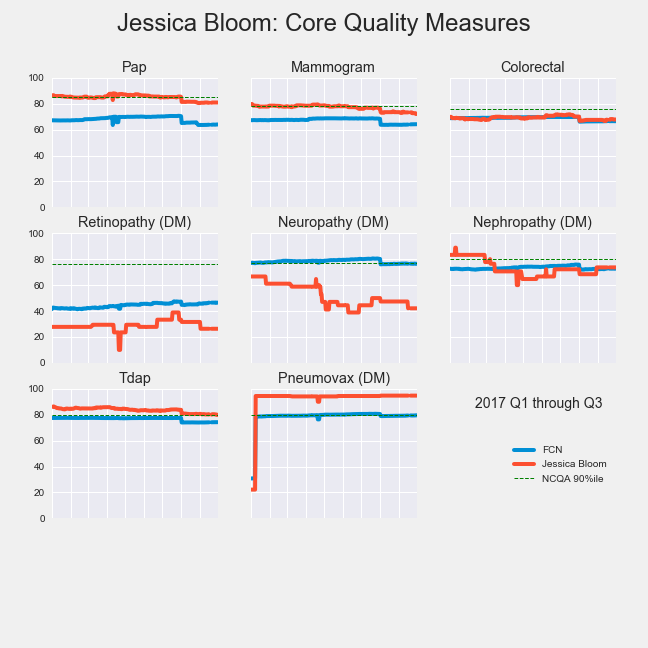 Jessica Bloom: Core Quality Measures
Pap
Mammogram
Colorectal
100
80
60
40
20
0
Retinopathy (DM)
Neuropathy (DM)
Nephropathy (DM)
100
80
60
40
20
0
Tdap
Pneumovax (DM)
100
80
60
40
20
0
2017 Q1 through Q3
FCN
Jessica Bloom
NCQA 90%ile